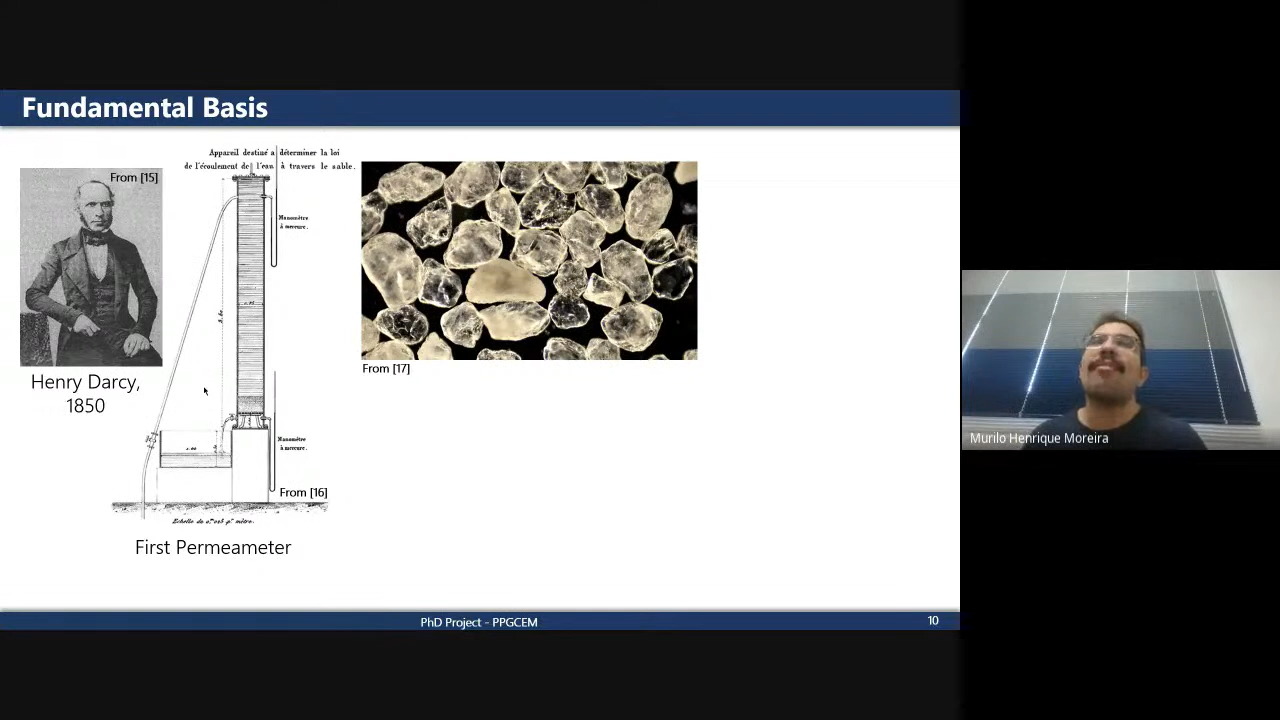 Fundamental Basis
Appareil destiné a déterminer la loi
de l'écoulement de l'eau à travers le sable.
From [15]
Manomètre
à mercure.
Henry Darcy,
1850
From [17]
Manomètre
à mercure.
From [16]
First Permeameter
Murilo Henrique Moreira
PhD Project - PPGCEM
10